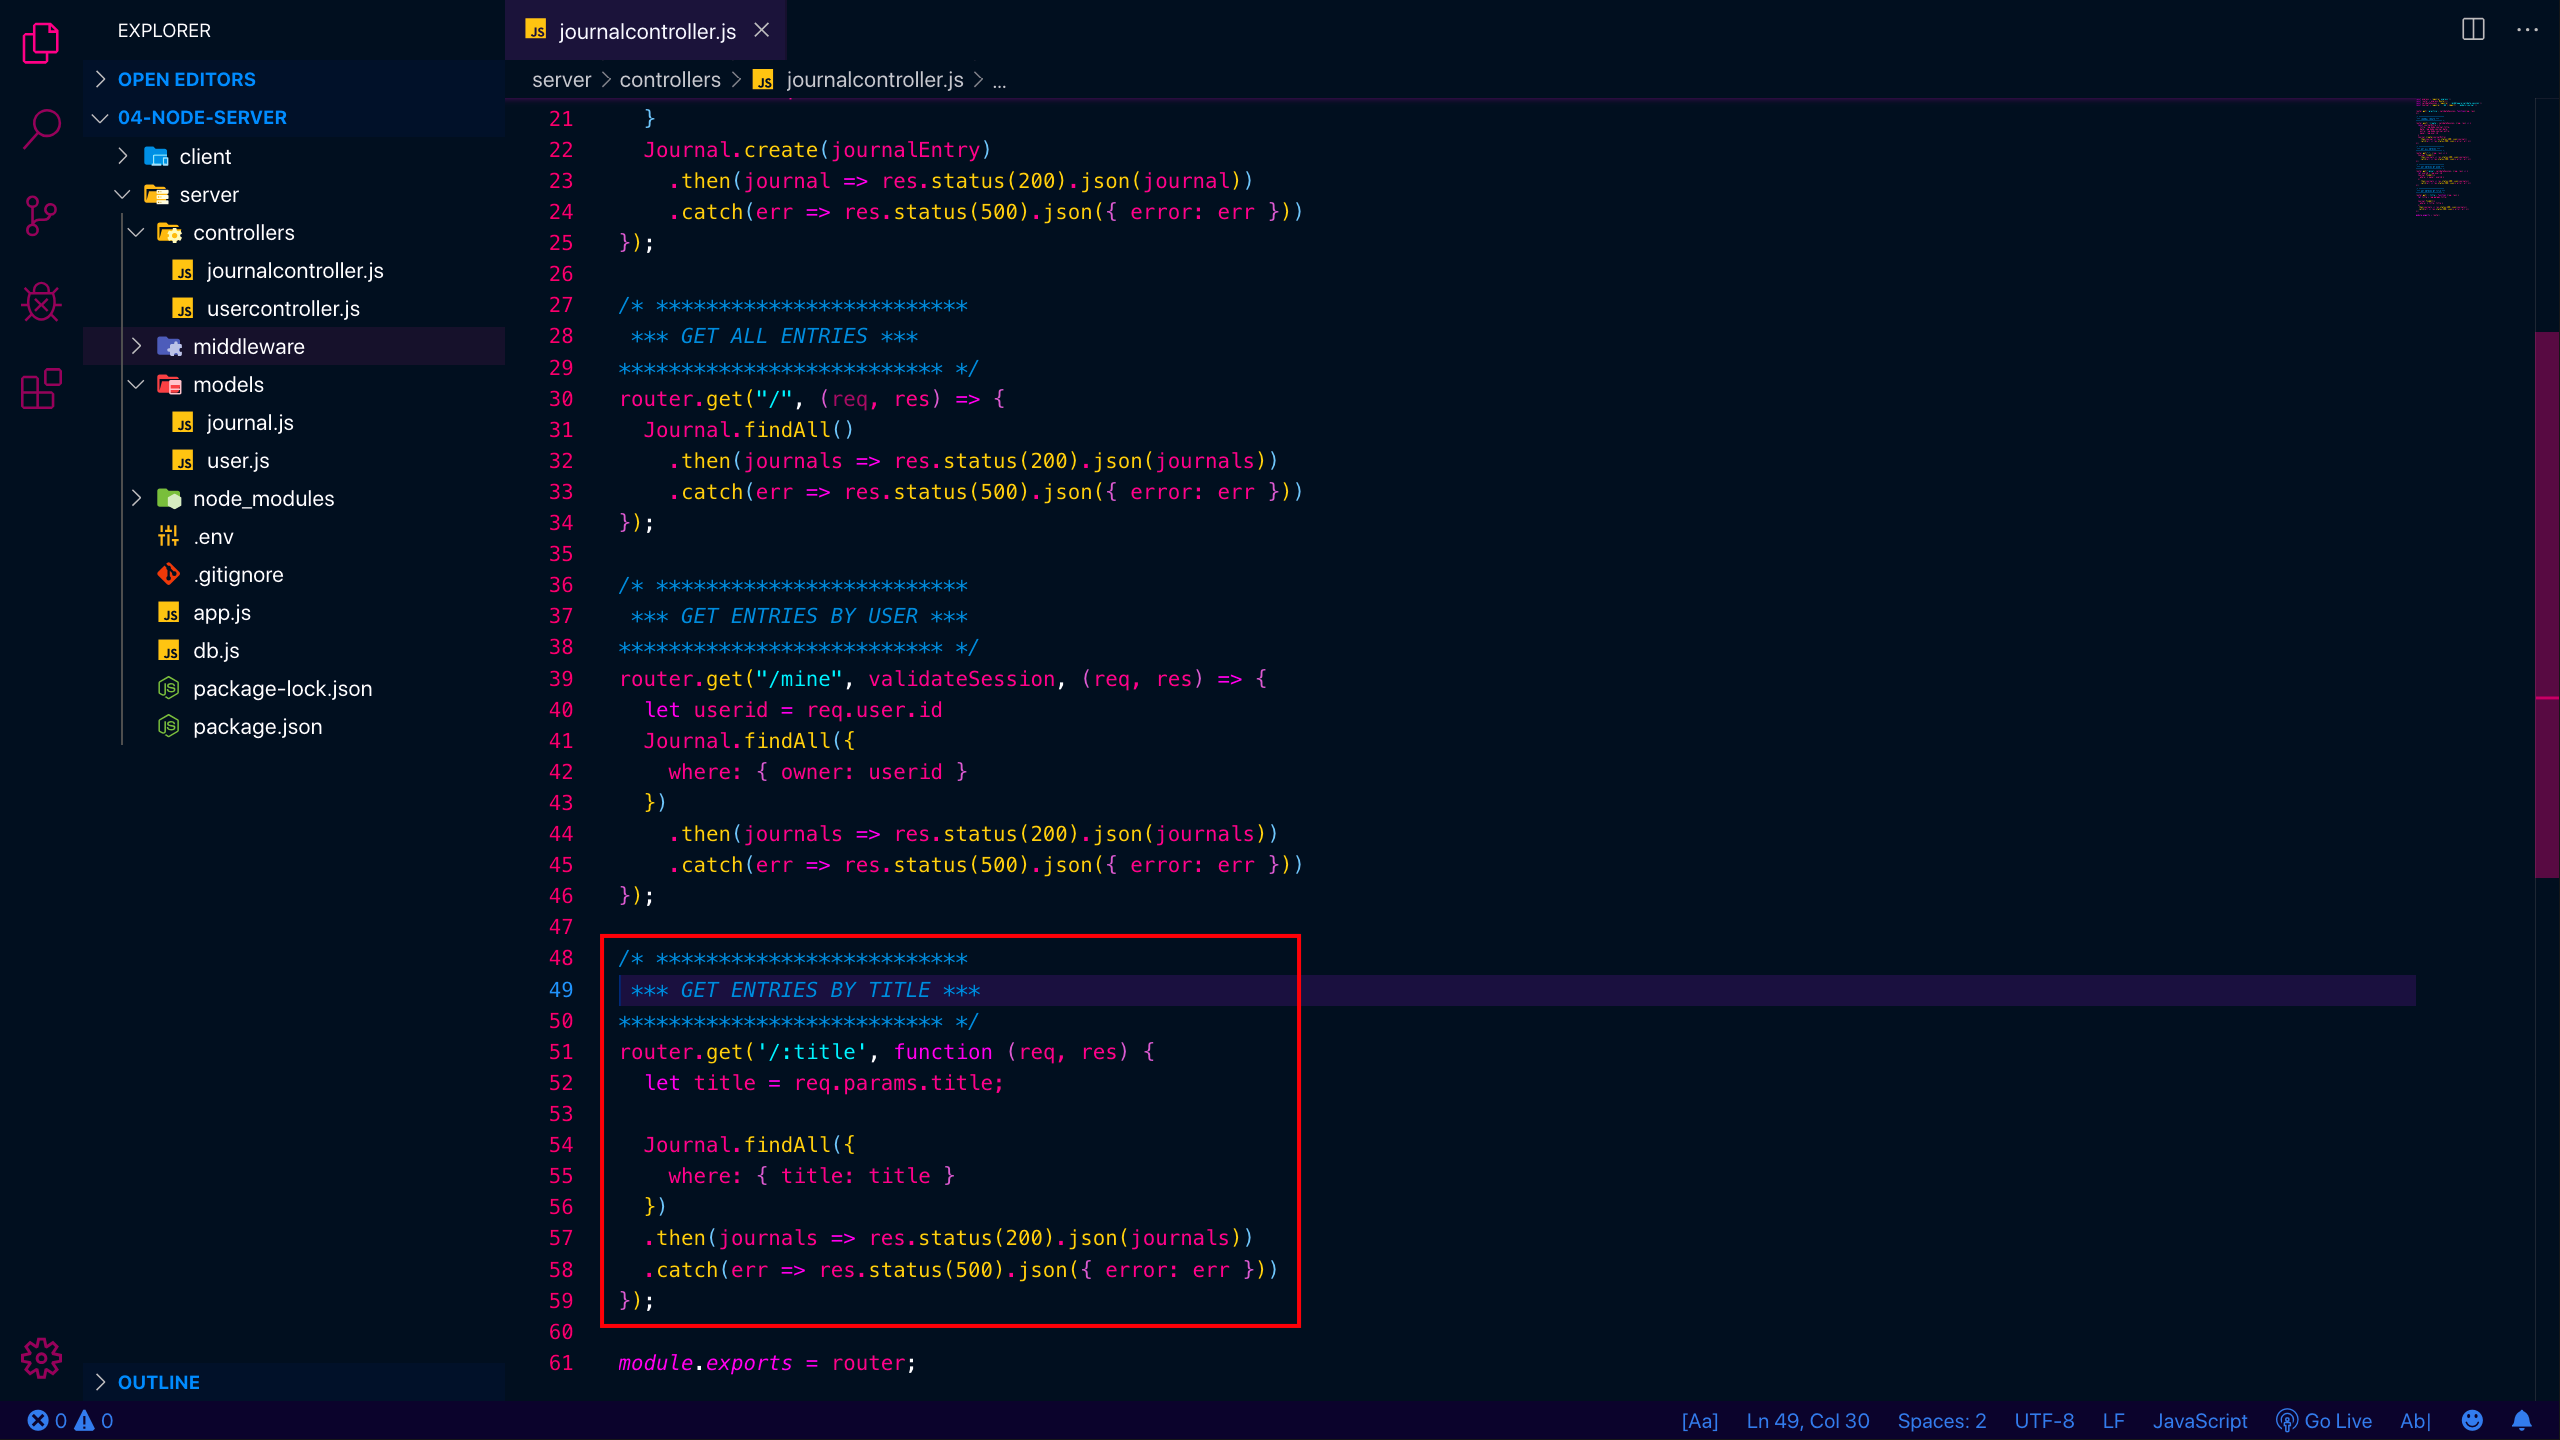 EXPLORER
OPEN EDITORS
04-NODE-SERVER
client
server
controllers
journalcontroller.js
usercontroller.js
middleware
models
journal.js
user.js
node_modules
.env
.gitignore
app.js
db.js
package-lock.json
package.json
OUTLINE
JS journalcontroller.js
server > controllers > JS journalcontroller.js > ...
21 }
22 Journal.create(journalEntry)
23 .then(journal => res.status(200).json(journal))
24 .catch(err => res.status(500).json({ error: err }))
25 });
26
27 /* *************************
28 *** GET ALL ENTRIES ***
29 ************************** */
30 router.get("/", (req, res) => {
31 Journal.findAll()
32 .then(journals => res.status(200).json(journals))
33 .catch(err => res.status(500).json({ error: err }))
34 });
35
36 /* *************************
37 *** GET ENTRIES BY USER ***
38 ************************** */
39 router.get("/mine", validateSession, (req, res) => {
40 let userid = req.user.id
41 Journal.findAll({
42 where: { owner: userid }
43 })
44 .then(journals => res.status(200).json(journals))
45 .catch(err => res.status(500).json({ error: err }))
46 });
47
48 /* *************************
49 *** GET ENTRIES BY TITLE ***
50 ************************** */
51 router.get('/:title', function (req, res) {
52 let title = req.params.title;
53
54 Journal.findAll({
55 where: { title: title }
56 })
57 .then(journals => res.status(200).json(journals))
58 .catch(err => res.status(500).json({ error: err }))
59 });
60
61 module.exports = router;
0 0 [Aa] Ln 49, Col 30 Spaces: 2 UTF-8 LF JavaScript Go Live Ab|